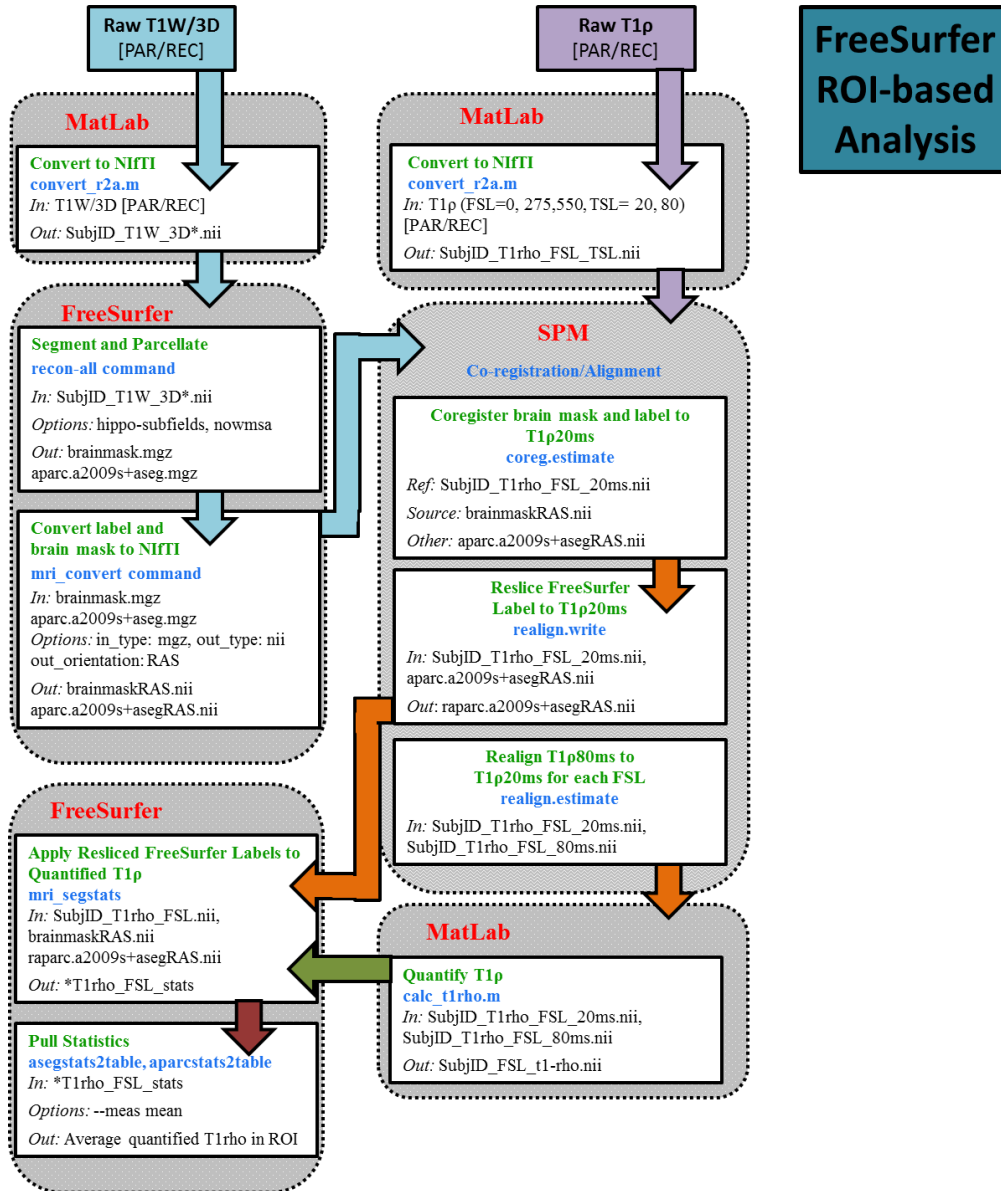 Raw T1W/3D
[PAR/REC]
Raw T1ρ
[PAR/REC]
FreeSurfer
ROI-based
Analysis
MatLab
Convert to NIfTI
convert_r2a.m
In: T1W/3D [PAR/REC]
Out: SubjID_T1W_3D*.nii
MatLab
Convert to NIfTI
convert_r2a.m
In: T1ρ (FSL=0, 275,550, TSL= 20, 80)
[PAR/REC]
Out: SubjID_T1rho_FSL_TSL.nii
FreeSurfer
Segment and Parcellate
recon-all command
In: SubjID_T1W_3D*.nii
Options: hippo-subfields, nowmsa
Out: brainmask.mgz
aparc.a2009s+aseg.mgz
Convert label and
brain mask to NIfTI
mri_convert command
In: brainmask.mgz
aparc.a2009s+aseg.mgz
Options: in_type: mgz, out_type: nii
out_orientation: RAS
Out: brainmaskRAS.nii
aparc.a2009s+asegRAS.nii
SPM
Co-registration/Alignment
Coregister brain mask and label to
T1ρ20ms
coreg.estimate
Ref: SubjID_T1rho_FSL_20ms.nii
Source: brainmaskRAS.nii
Other: aparc.a2009s+asegRAS.nii
Reslice FreeSurfer
Label to T1ρ20ms
realign.write
In: SubjID_T1rho_FSL_20ms.nii,
aparc.a2009s+asegRAS.nii
Out: raparc.a2009s+asegRAS.nii
Realign T1ρ80ms to
T1ρ20ms for each FSL
realign.estimate
In: SubjID_T1rho_FSL_20ms.nii,
SubjID_T1rho_FSL_80ms.nii
FreeSurfer
Apply Resliced FreeSurfer Labels to
Quantified T1ρ
mri_segstats
In: SubjID_T1rho_FSL.nii,
brainmaskRAS.nii
raparc.a2009s+asegRAS.nii
Out: *T1rho_FSL_stats
Pull Statistics
asegstats2table, aparcstats2table
In: *T1rho_FSL_stats
Options: --meas mean
Out: Average quantified T1rho in ROI
MatLab
Quantify T1ρ
calc_t1rho.m
In: SubjID_T1rho_FSL_20ms.nii,
SubjID_T1rho_FSL_80ms.nii
Out: SubjID_FSL_t1-rho.nii